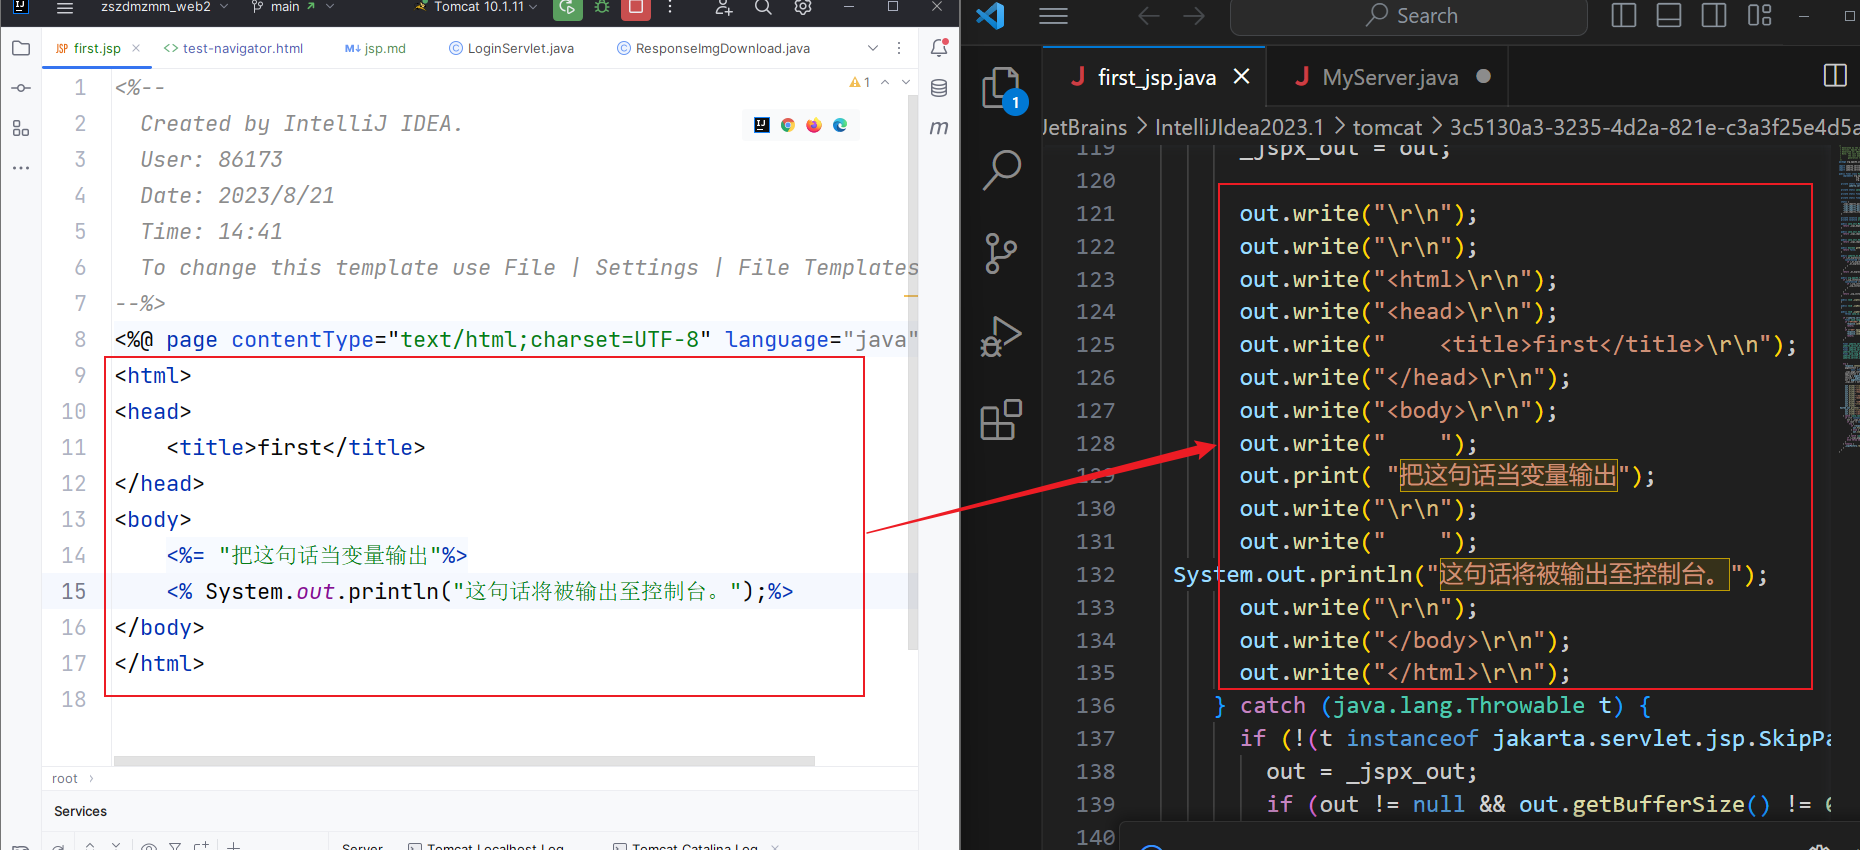 zszdmzmm_web2
main
Tomcat 10.1.11
first.jsp
test-navigator.html
jsp.md
LoginServlet.java
ResponseImgDownload.java
1 <%--
2 Created by IntelliJ IDEA.
3 User: 86173
4 Date: 2023/8/21
5 Time: 14:41
6 To change this template use File | Settings | File Templates
7 --%>
8 <%@ page contentType="text/html;charset=UTF-8" language="java"
9 <html>
10 <head>
11 <title>first</title>
12 </head>
13 <body>
14 <%= "把这句话当变量输出"%>
15 <% System.out.println("这句话将被输出至控制台。");%>
16 </body>
17 </html>
18
1
root
Services
Server
Tomcat Localhost Log
Tomcat Catalina Log
Search
first_jsp.java
MyServer.java
1
JetBrains > IntelliJIdea2023.1 > tomcat > 3c5130a3-3235-4d2a-821e-c3a3f25e4d5a
119 _jspx_out = out;
120
121 out.write("\r\n");
122 out.write("\r\n");
123 out.write("<html>\r\n");
124 out.write("<head>\r\n");
125 out.write("    <title>first</title>\r\n");
126 out.write("</head>\r\n");
127 out.write("<body>\r\n");
128 out.write("    ");
129 out.print( "把这句话当变量输出");
130 out.write("\r\n");
131 out.write("    ");
132 System.out.println("这句话将被输出至控制台。");
133 out.write("\r\n");
134 out.write("</body>\r\n");
135 out.write("</html>\r\n");
136 } catch (java.lang.Throwable t) {
137 if (!(t instanceof jakarta.servlet.jsp.SkipPa
138 out = _jspx_out;
139 if (out != null && out.getBufferSize() != 0
140